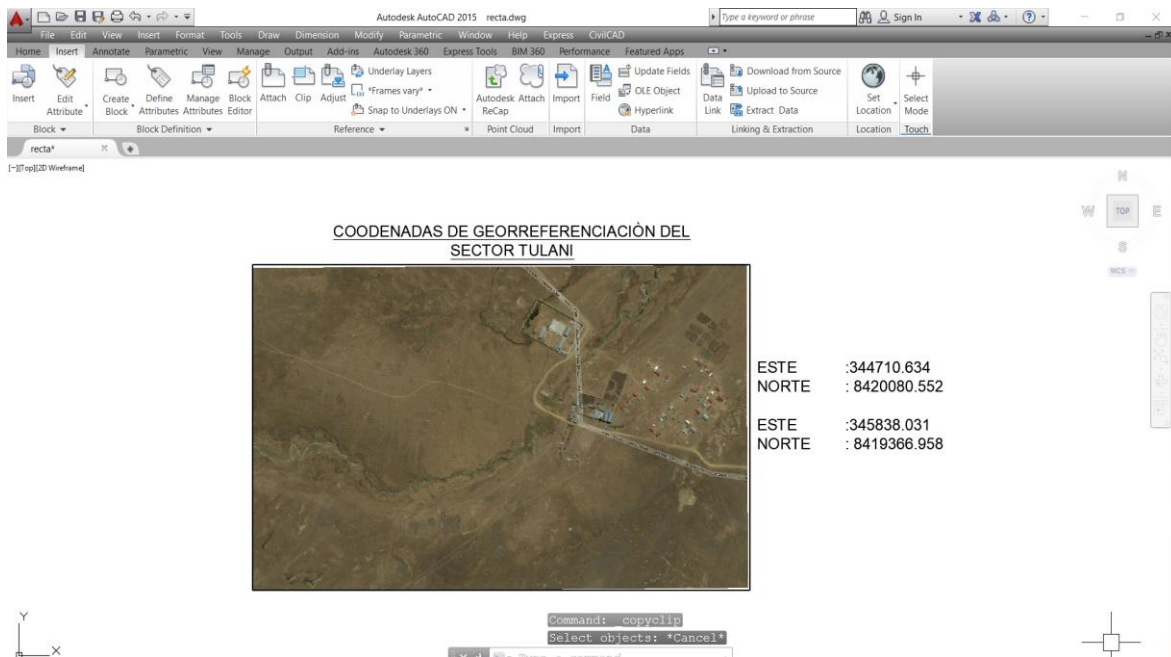 Autodesk AutoCAD 2015 recta.dwg
Type a keyword or phrase
Sign In
File Edit View Insert Format Tools Draw Dimension Modify Parametric Window Help Express CivilCAD
Home Insert Annotate Parametric View Manage Output Add-ins Autodesk 360 Express Tools BIM 360 Performance Featured Apps
Insert
Edit
Attribute
Create
Block
Define
Attributes
Manage
Attributes
Block
Editor
Attach
Clip
Adjust
Underlay Layers
*Frames vary*
Snap to Underlays ON
Autodesk
ReCap
Attach
Import
Field
Update Fields
OLE Object
Hyperlink
Data
Link
Download from Source
Upload to Source
Extract Data
Set
Location
Select
Mode
Block
Block Definition
Reference
Point Cloud
Import
Data
Linking & Extraction
Location
Touch
recta*
[-][Top][2D Wireframe]
N
W TOP E
S
WCS
COODENADAS DE GEORREFERENCIACIÒN DEL
SECTOR TULANI
ESTE :344710.634
NORTE : 8420080.552
ESTE :345838.031
NORTE : 8419366.958
Y
X
Command: _copyclip
Select objects: *Cancel*
Type a command